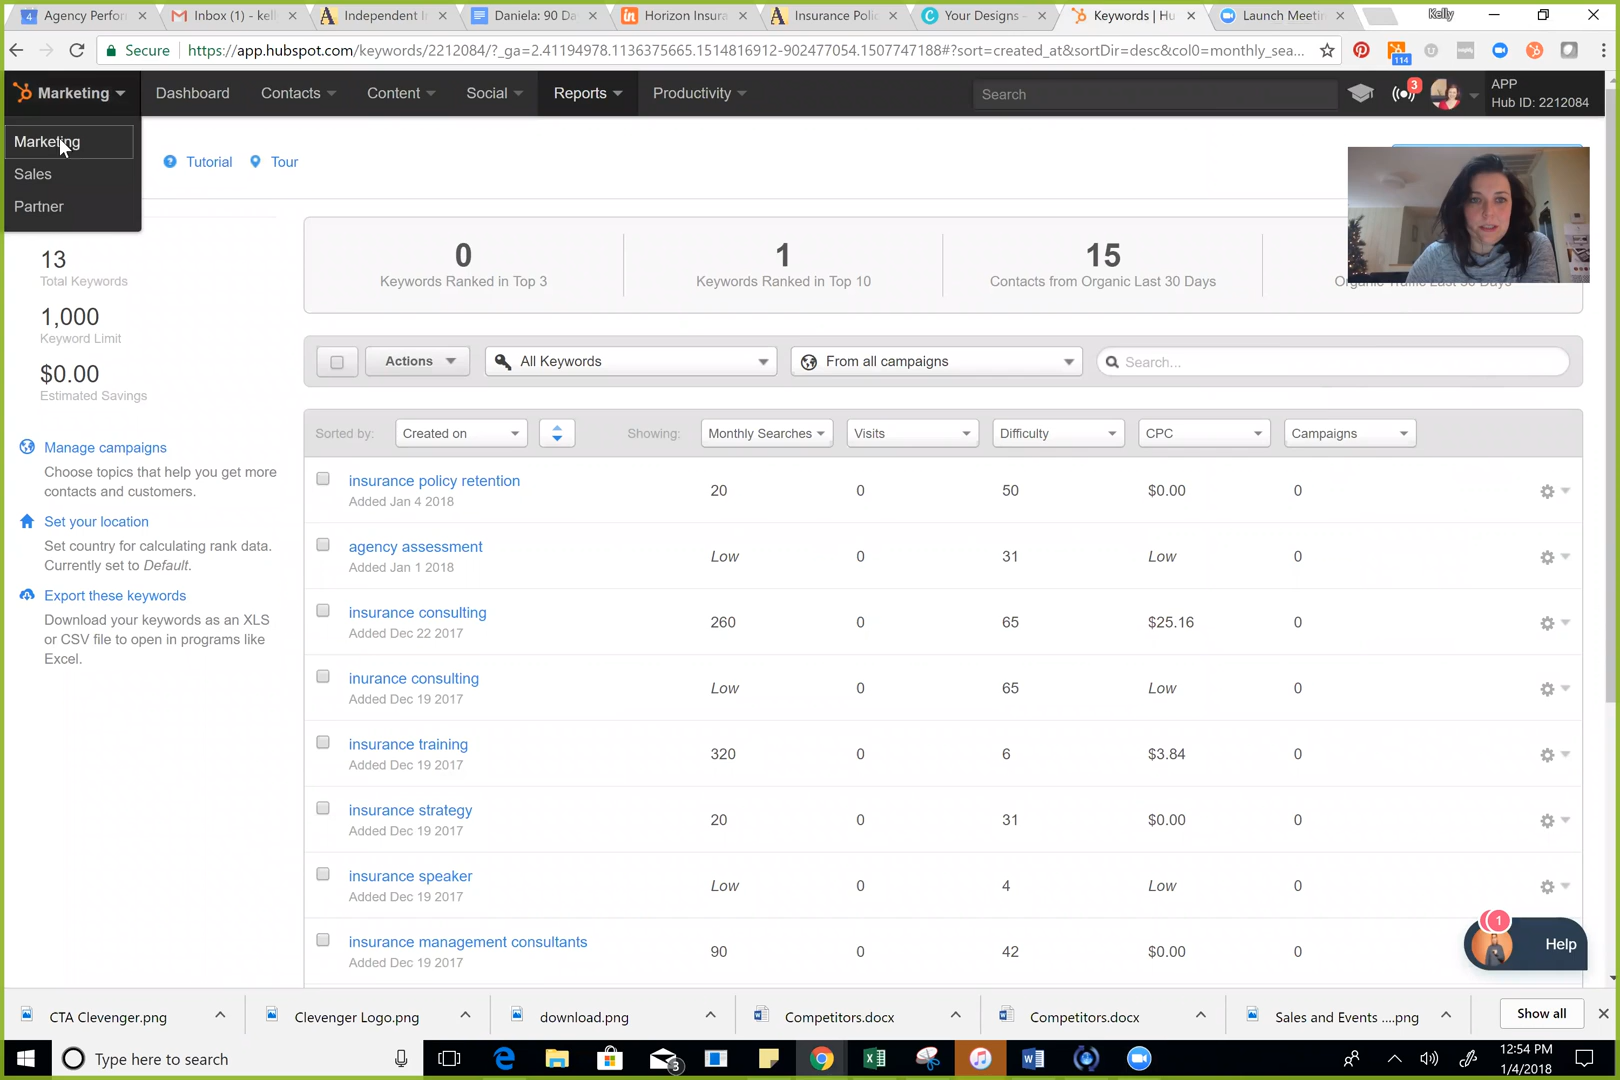 Agency Perforn
Inbox (1) - kell
Independent I
Daniela: 90 Da
Horizon Insura
Insurance Polic
Your Designs -
Keywords | Hu
Launch Meetin
Kelly
Secure
https://app.hubspot.com/keywords/2212084/?_ga=2.41194978.1136375665.1514816912-902477054.1507747188#?sort=created_at&sortDir=desc&col0=monthly_sea...
114
Marketing
Dashboard
Contacts
Content
Social
Reports
Productivity
Search
3
APP
Hub ID: 2212084
Marketing
Sales
Partner
Tutorial
Tour
13
Total Keywords
1,000
Keyword Limit
$0.00
Estimated Savings
0
Keywords Ranked in Top 3
1
Keywords Ranked in Top 10
15
Contacts from Organic Last 30 Days
Organic Traffic Last 30 Days
Actions
All Keywords
From all campaigns
Search...
Manage campaigns
Choose topics that help you get more
contacts and customers.
Set your location
Set country for calculating rank data.
Currently set to Default.
Export these keywords
Download your keywords as an XLS
or CSV file to open in programs like
Excel.
Sorted by:
Created on
Showing:
Monthly Searches
Visits
Difficulty
CPC
Campaigns
insurance policy retention
Added Jan 4 2018
20 0 50 $0.00 0
agency assessment
Added Jan 1 2018
Low 0 31 Low 0
insurance consulting
Added Dec 22 2017
260 0 65 $25.16 0
inurance consulting
Added Dec 19 2017
Low 0 65 Low 0
insurance training
Added Dec 19 2017
320 0 6 $3.84 0
insurance strategy
Added Dec 19 2017
20 0 31 $0.00 0
insurance speaker
Added Dec 19 2017
Low 0 4 Low 0
insurance management consultants
Added Dec 19 2017
90 0 42 $0.00 0
1
Help
CTA Clevenger.png
Clevenger Logo.png
download.png
Competitors.docx
Competitors.docx
Sales and Events ....png
Show all
Type here to search
3
12:54 PM
1/4/2018